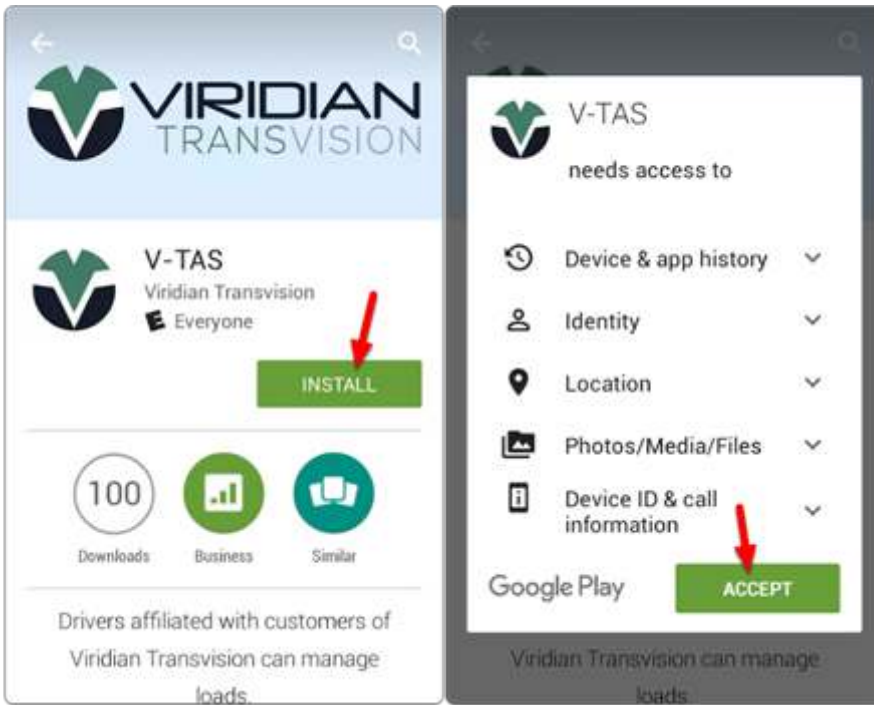 VIRIDIAN
TRANSVISION
V-TAS
Viridian Transvision
E Everyone
INSTALL
100
Downloads
Business
Similar
Drivers affiliated with customers of
Viridian Transvision can manage
loads.
V-TAS
needs access to
Device & app history
Identity
Location
Photos/Media/Files
Device ID & call
information
Google Play
ACCEPT
Viridian Transvision can manage
loads.